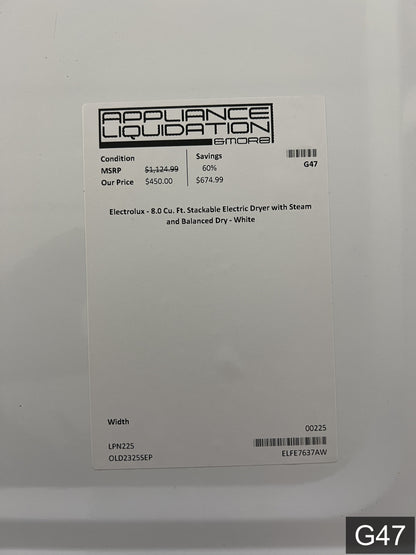 APPLIANCE
LIQUIDATION
&MORE
Condition
Savings
MSRP $1,124.99 60%
G47
Our Price $450.00 $674.99
Electrolux - 8.0 Cu. Ft. Stackable Electric Dryer with Steam
and Balanced Dry - White
Width
00225
LPN225
OLD2325SEP ELFE7637AW
G47